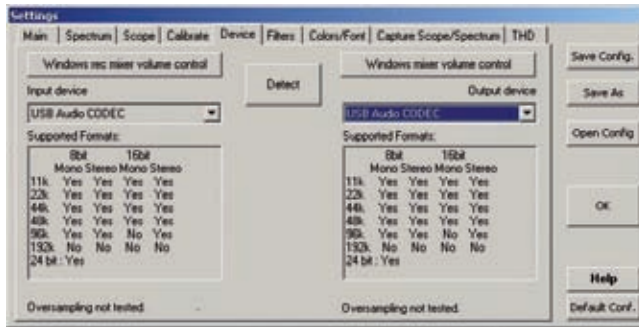 Settings
Main Spectrum Scope Calibrate Device Filters Colors/Font Capture Scope/Spectrum THD
Windows rec mixer volume control
Input device
USB Audio CODEC
Supported Formats:
8bit 16bit
Mono Stereo Mono Stereo
11k Yes Yes Yes Yes
22k Yes Yes Yes Yes
44k Yes Yes Yes Yes
48k Yes Yes Yes Yes
96k Yes Yes No Yes
192k No No No No
24 bit : Yes
Oversampling not tested.
Detect
Windows mixer volume control
Output device
USB Audio CODEC
Supported Formats:
8bit 16bit
Mono Stereo Mono Stereo
11k Yes Yes Yes Yes
22k Yes Yes Yes Yes
44k Yes Yes Yes Yes
48k Yes Yes Yes Yes
96k Yes Yes No Yes
192k No No No No
24 bit : Yes
Oversampling not tested.
Save Config.
Save As
Open Config
OK
Help
Default Conf.